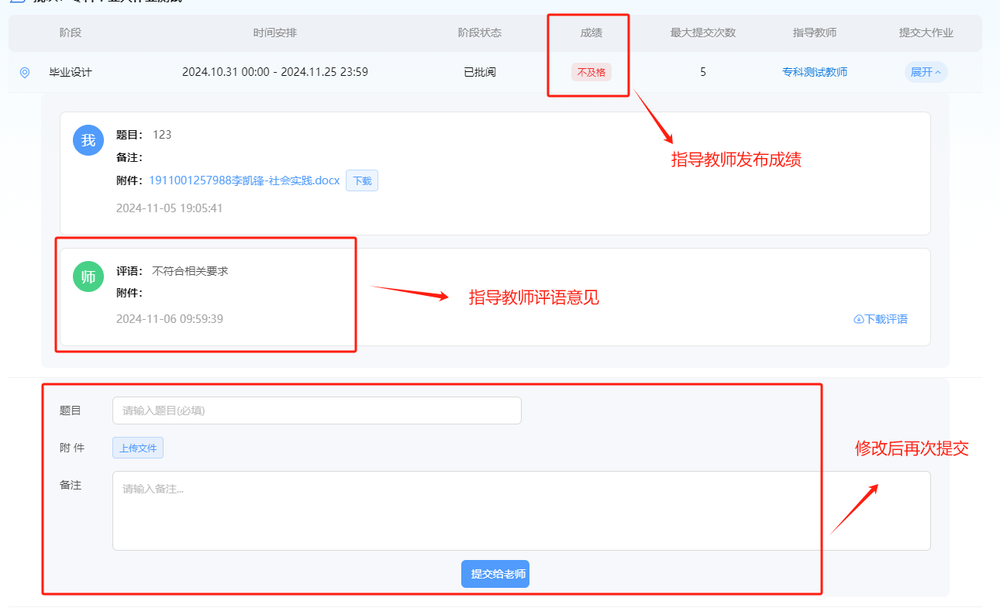 阶段 时间安排 阶段状态 成绩 最大提交次数 指导教师 提交大作业
毕业设计 2024.10.31 00:00 - 2024.11.25 23:59 已批阅 不及格 5 专科测试教师 展开
我 题目： 123
备注：
附件： 1911001257988李凯锋-社会实践.docx 下载
2024-11-05 19:05:41
指导教师发布成绩
师 评语： 不符合相关要求
附件：
2024-11-06 09:59:39
下载评语
指导教师评语意见
题目 请输入题目(必填)
附 件 上传文件
备注 请输入备注...
修改后再次提交
提交给老师